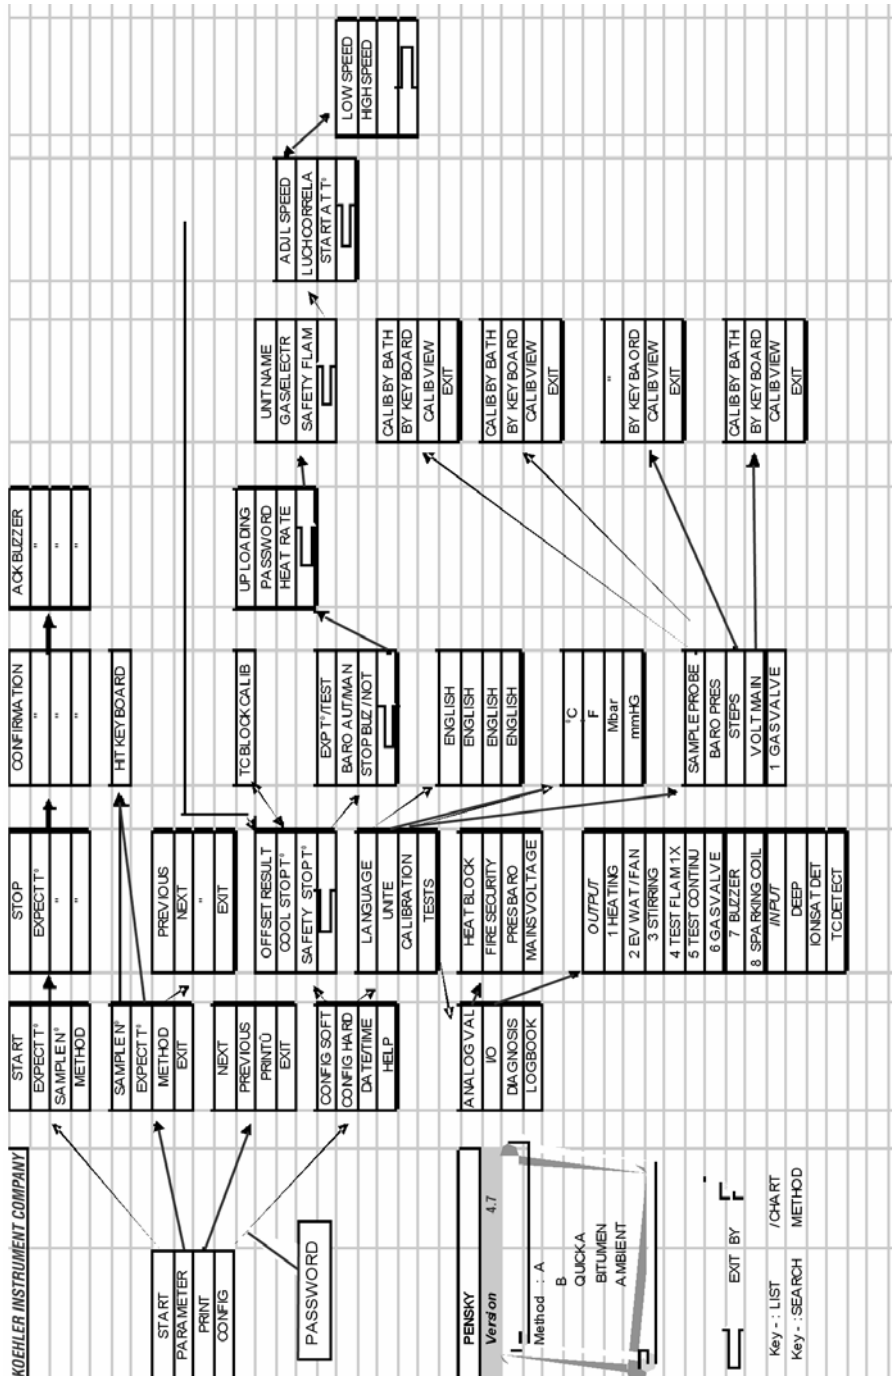 KOEHLER INSTRUMENT COMPANY
START
PARAMETER
PRINT
CONFIG
PASSWORD
PENSKY
Version 4.7
Method : A
B
QUICK A
BITUMEN
AMBIENT
EXIT BY
Key - : LIST /CHART
Key - : SEARCH METHOD
START
EXPECT T°
SAMPLE N°
METHOD
SAMPLE N°
EXPECT T°
METHOD
EXIT
NEXT
PREVIOUS
PRINTÛ
EXIT
CONFIG SOFT
CONFIG HARD
DATE/TIME
HELP
ANALOG VAL
I/O
DIAGNOSIS
LOGBOOK
STOP
EXPECT T°
"
"
PREVIOUS
NEXT
"
EXIT
OFFSET RESULT
COOL STOP T°
SAFETY STOP T°
LANGUAGE
UNITE
CALIBRATION
TESTS
HEAT BLOCK
FIRE SECURITY
PRES BARO
MAINS VOLTAGE
OUTPUT
1 HEATING
2 EV WAT / FAN
3 STIRRING
4 TEST FLAM 1X
5 TEST CONTINU
6 GAS VALVE
7 BUZZER
8 SPARKING COIL
INPUT
DEEP
IONISAT DET
TC DETECT
CONFIRMATION
"
"
"
HIT KEYBOARD
TC BLOCK CALIB
EXP T°/TEST
BARO AUT/MAN
STOP BUZ / NOT
ENGLISH
ENGLISH
ENGLISH
ENGLISH
°C
F
Mbar
mmHG
SAMPLE PROBE
BARO PRES
STEPS
VOLT MAIN
1 GAS VALVE
ACK BUZZER
"
"
"
UP LOADING
PASSWORD
HEAT RATE
UNIT NAME
GAS/ELECTR
SAFETY FLAM
CALIB BY BATH
BY KEYBOARD
CALIB VIEW
EXIT
CALIB BY BATH
BY KEYBOARD
CALIB VIEW
EXIT
"
BY KEYBAORD
CALIB VIEW
EXIT
CALIB BY BATH
BY KEYBOARD
CALIB VIEW
EXIT
ADJ L SPEED
LUCHCORRELA
START AT T°
LOW SPEED
HIGH SPEED